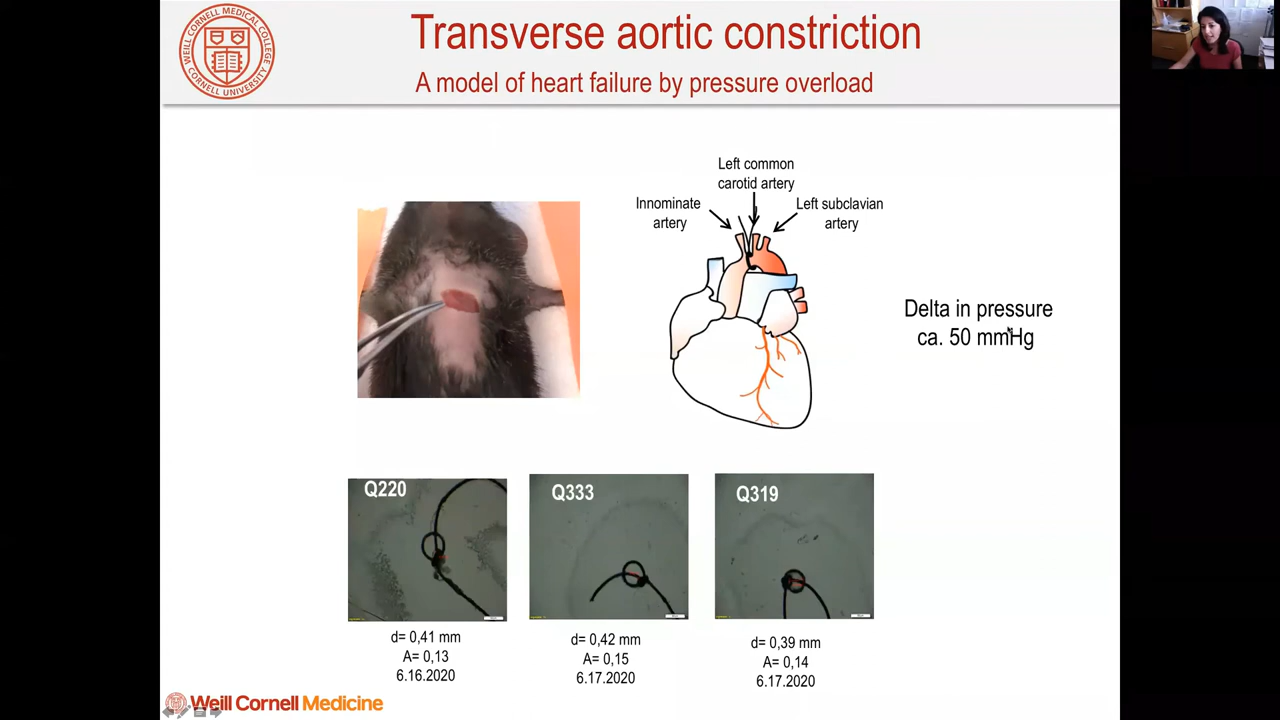 Transverse aortic constriction
A model of heart failure by pressure overload
WEILL CORNELL MEDICAL COLLEGE
CORNELL UNIVERSITY
Left common
carotid artery
Innominate
artery
Left subclavian
artery
Delta in pressure
ca. 50 mmHg
Q220
Q333
Q319
d= 0,41 mm
A= 0,13
6.16.2020
d= 0,42 mm
A= 0,15
6.17.2020
d= 0,39 mm
A= 0,14
6.17.2020
Weill Cornell Medicine